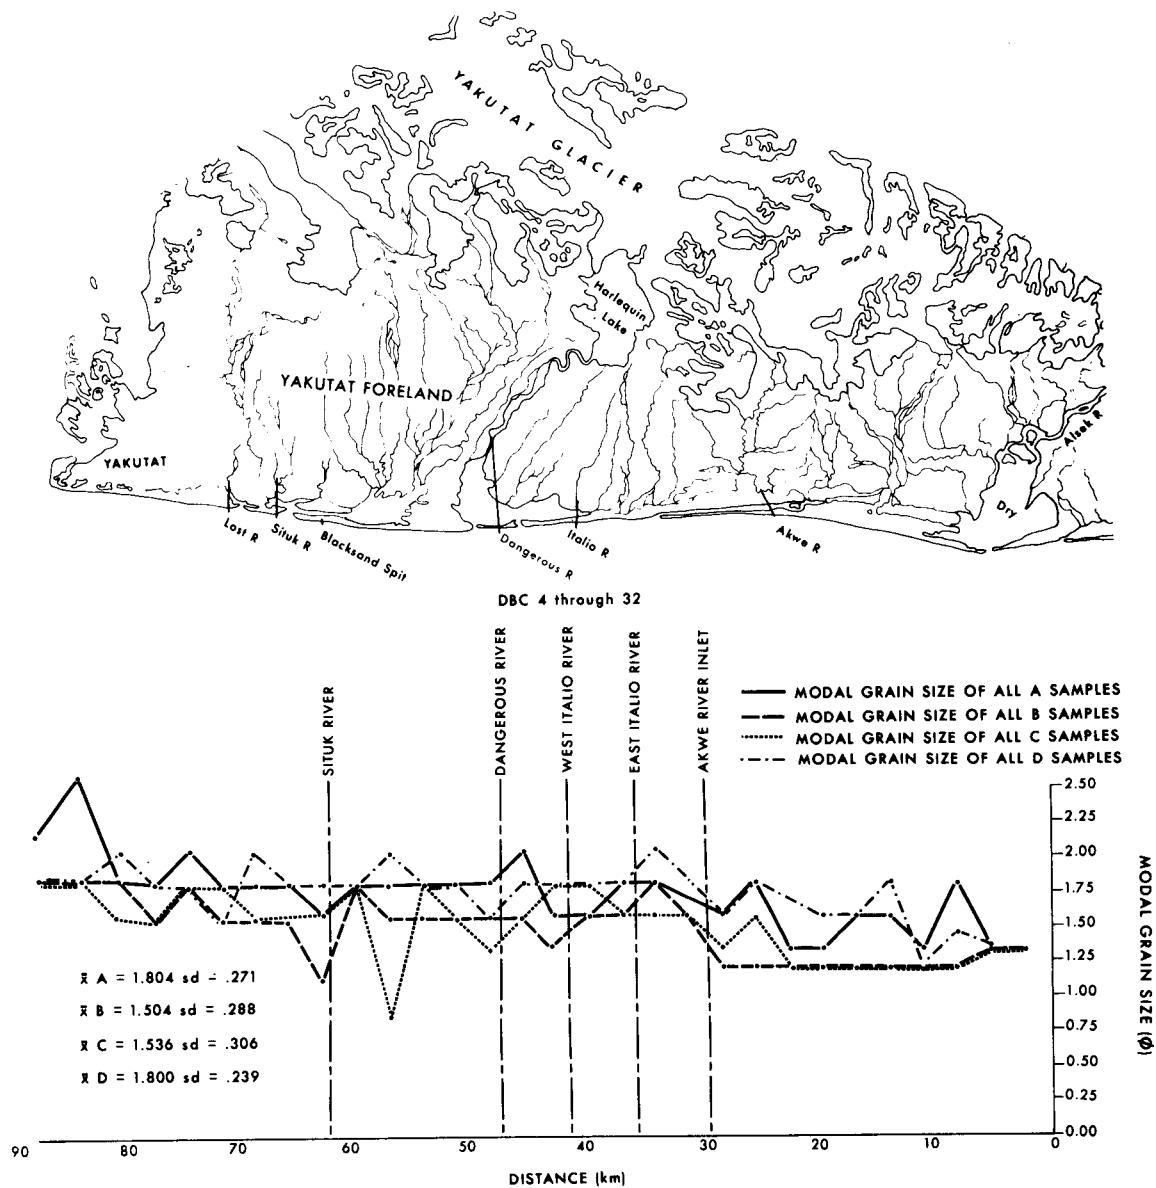 YAKUTAT GLACIER
Harlequin
Lake
YAKUTAT FORELAND
YAKUTAT
Alsek R
Dry
Lost R
Situk R
Blacksand Spit
Dangerous R
Italio R
Akwe R
DBC 4 through 32
SITUK RIVER
DANGEROUS RIVER
WEST ITALIO RIVER
EAST ITALIO RIVER
AKWE RIVER INLET
MODAL GRAIN SIZE OF ALL A SAMPLES
MODAL GRAIN SIZE OF ALL B SAMPLES
MODAL GRAIN SIZE OF ALL C SAMPLES
MODAL GRAIN SIZE OF ALL D SAMPLES
2.50
2.25
2.00
1.75
1.50
1.25
1.00
0.75
0.50
0.25
0.00
MODAL GRAIN SIZE (ϕ)
x̄ A = 1.804 sd = .271
x̄ B = 1.504 sd = .288
x̄ C = 1.536 sd = .306
x̄ D = 1.800 sd = .239
90 80 70 60 50 40 30 20 10 0
DISTANCE (km)